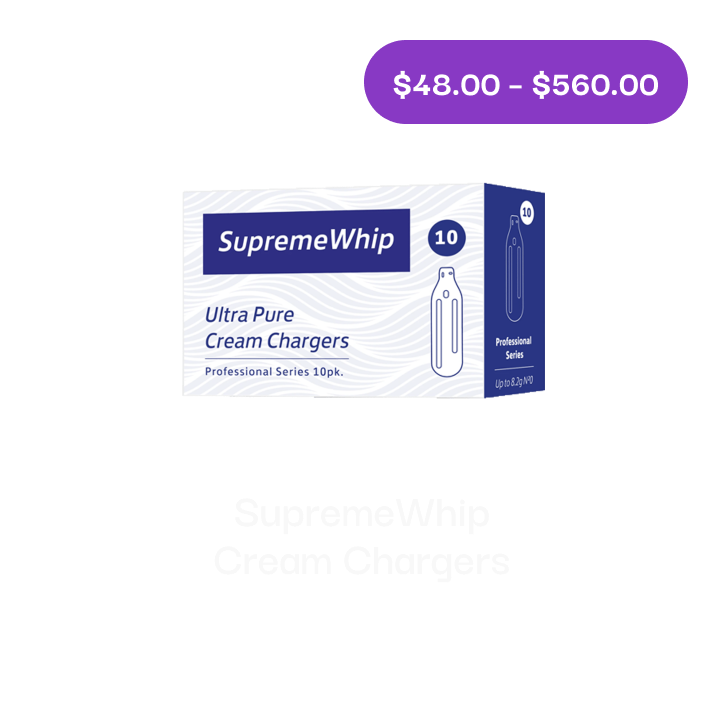 $48.00 – $560.00
SupremeWhip
10
Ultra Pure
Cream Chargers
Professional Series 10pk.
10
Professional
Series
Up to 8.2g N²0
SupremeWhip
Cream Chargers